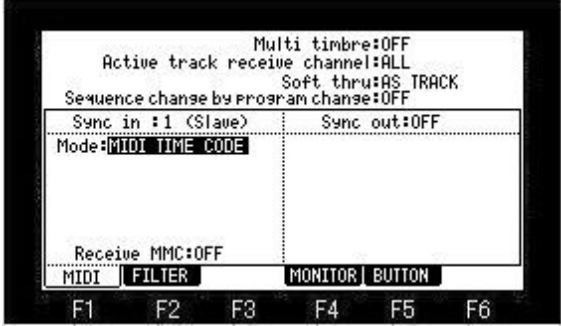 Multi timbre:OFF
Active track receive channel:ALL
Soft thru:AS TRACK
Sequence change by program change:OFF
Sync in :1 (Slave) Sync out:OFF
Mode:MIDI TIME CODE
Receive MMC:OFF
MIDI FILTER MONITOR BUTTON
F1 F2 F3 F4 F5 F6